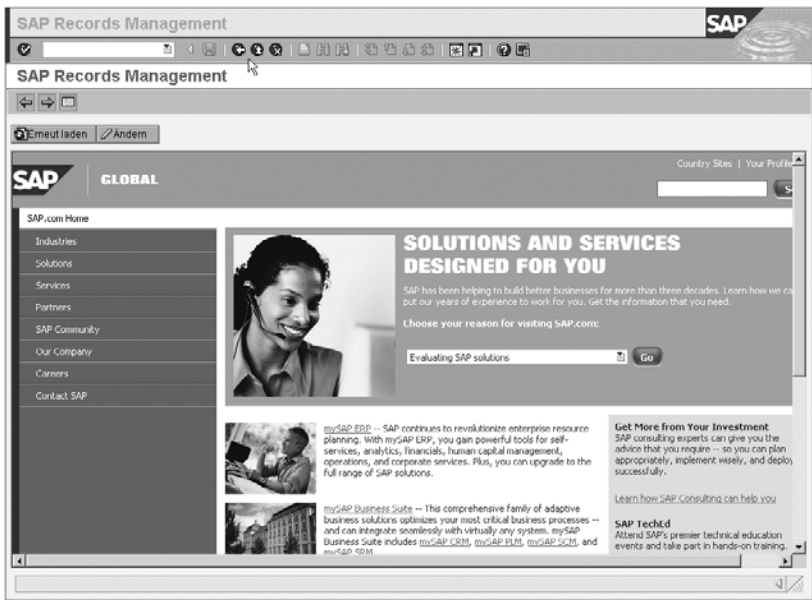 SAP Records Management
SAP
SAP Records Management
Erneut laden
Ändern
SAP
GLOBAL
Country Sites | Your Profile
SAP.com Home
Industries
Solutions
Services
Partners
SAP Community
Our Company
Careers
Contact SAP
SOLUTIONS AND SERVICES
DESIGNED FOR YOU
SAP has been helping to build better businesses for more than three decades. Learn how we ca
put our years of experience to work for you. Get the information that you need.
Choose your reason for visiting SAP.com:
Evaluating SAP solutions
Go
mySAP ERP -- SAP continues to revolutionize enterprise resource
planning. With mySAP ERP, you gain powerful tools for self-
services, analytics, financials, human capital management,
operations, and corporate services. Plus, you can upgrade to the
full range of SAP solutions.
mySAP Business Suite -- This comprehensive family of adaptive
business solutions optimizes your most critical business processes --
and can integrate seamlessly with virtually any system. mySAP
Business Suite includes mySAP CRM, mySAP PLM, mySAP SCM, and
mySAP SRM
Get More from Your Investment
SAP consulting experts can give you the
advice that you require -- so you can plan
appropriately, implement wisely, and deploy
successfully.
Learn how SAP Consulting can help you
SAP TechEd
Attend SAP's premier technical education
events and take part in hands-on training.